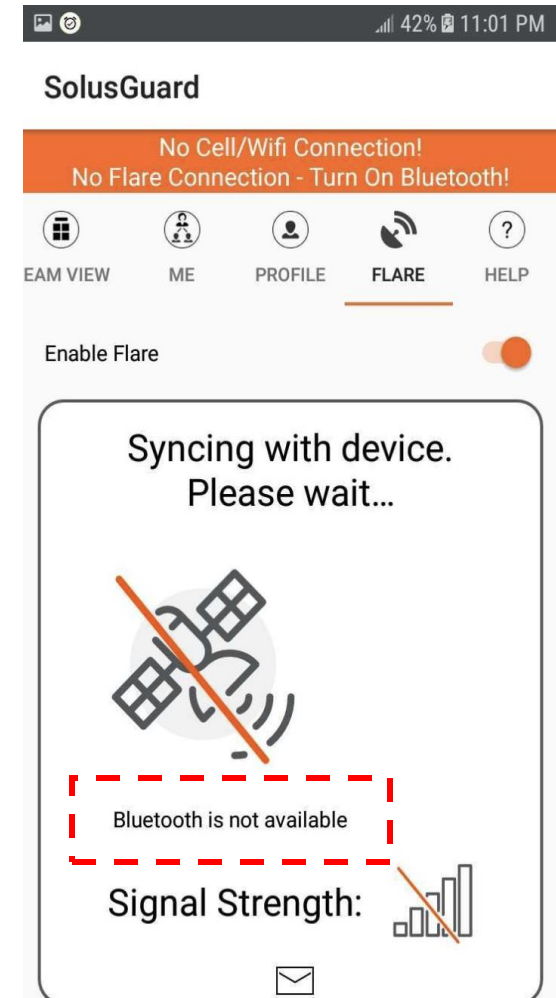 42% 11:01 PM
SolusGuard
No Cell/Wifi Connection!
No Flare Connection - Turn On Bluetooth!
?
EAM VIEW ME PROFILE FLARE HELP
Enable Flare
Syncing with device.
Please wait...
Bluetooth is not available
Signal Strength: